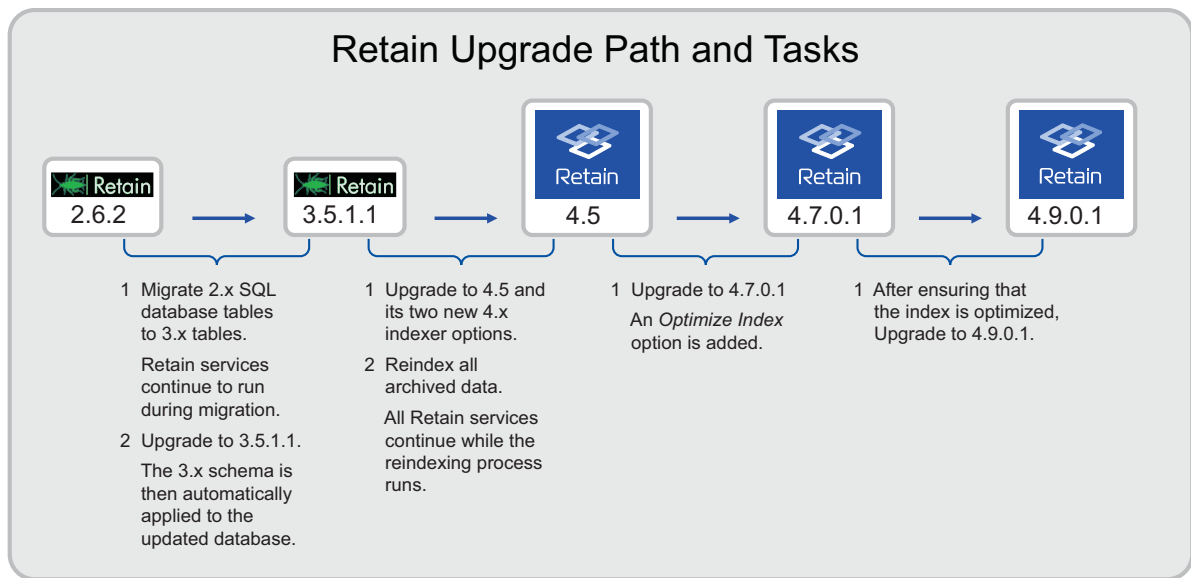 Retain Upgrade Path and Tasks
Retain
2.6.2
Retain
3.5.1.1
Retain
4.5
Retain
4.7.0.1
Retain
4.9.0.1
1 Migrate 2.x SQL
database tables
to 3.x tables.
Retain services
continue to run
during migration.
2 Upgrade to 3.5.1.1.
The 3.x schema is
then automatically
applied to the
updated database.
1 Upgrade to 4.5 and
its two new 4.x
indexer options.
2 Reindex all
archived data.
All Retain services
continue while the
reindexing process
runs.
1 Upgrade to 4.7.0.1
An Optimize Index
option is added.
1 After ensuring that
the index is optimized,
Upgrade to 4.9.0.1.